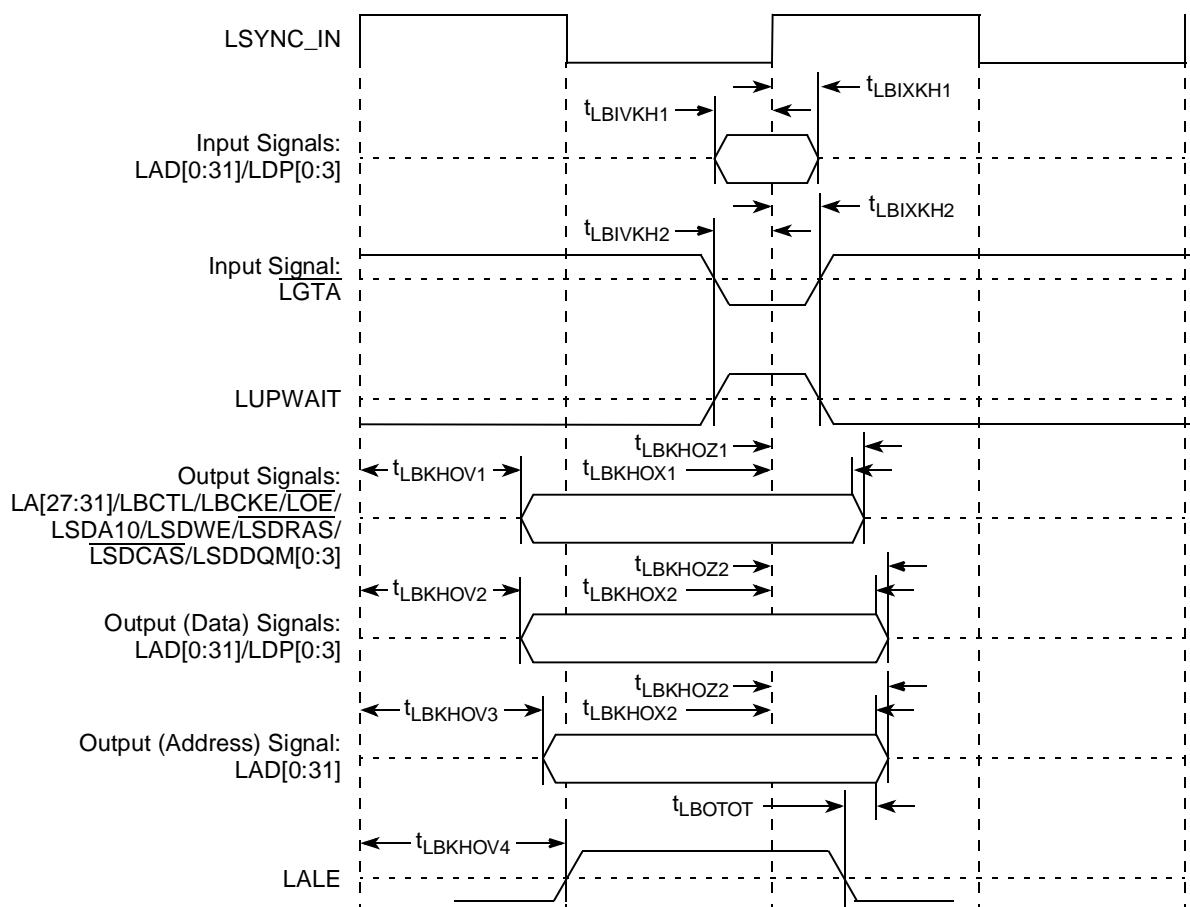 LSYNC_IN
tLBIXKH1
tLBIVKH1
Input Signals:
LAD[0:31]/LDP[0:3]
tLBIXKH2
tLBIVKH2
Input Signal:
LGTA
LUPWAIT
tLBKHOZ1
tLBKHOV1
tLBKHOX1
Output Signals:
LA[27:31]/LBCTL/LBCKE/LOE/
LSDA10/LSDWE/LSDRAS/
LSDCAS/LSDDQM[0:3]
tLBKHOZ2
tLBKHOV2
tLBKHOX2
Output (Data) Signals:
LAD[0:31]/LDP[0:3]
tLBKHOZ2
tLBKHOV3
tLBKHOX2
Output (Address) Signal:
LAD[0:31]
tLBOTOT
tLBKHOV4
LALE